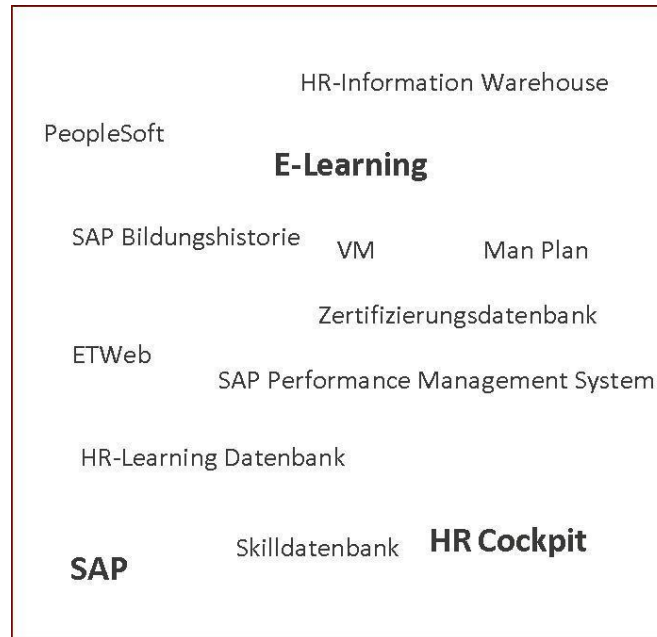 HR-Information Warehouse
PeopleSoft
E-Learning
SAP Bildungshistorie
VM
Man Plan
Zertifizierungsdatenbank
ETWeb
SAP Performance Management System
HR-Learning Datenbank
Skilldatenbank
HR Cockpit
SAP